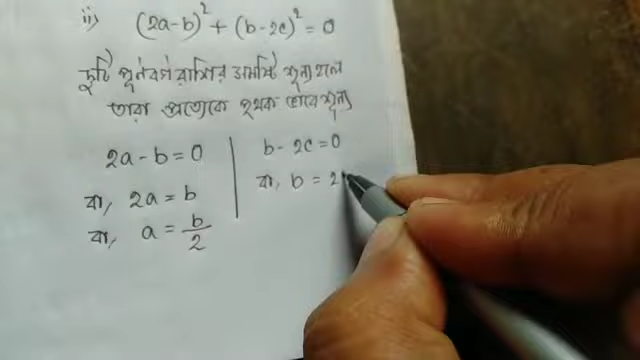 ii) (2a-b)² + (b-2c)² = 0
দুটি পূর্ণবর্গ রাশির সমষ্টি শূন্য হলে
তারা প্রত্যেকে পৃথক ভাবে শূন্য
2a - b = 0
বা, 2a = b
বা, a = b/2
b - 2c = 0
বা, b = 2